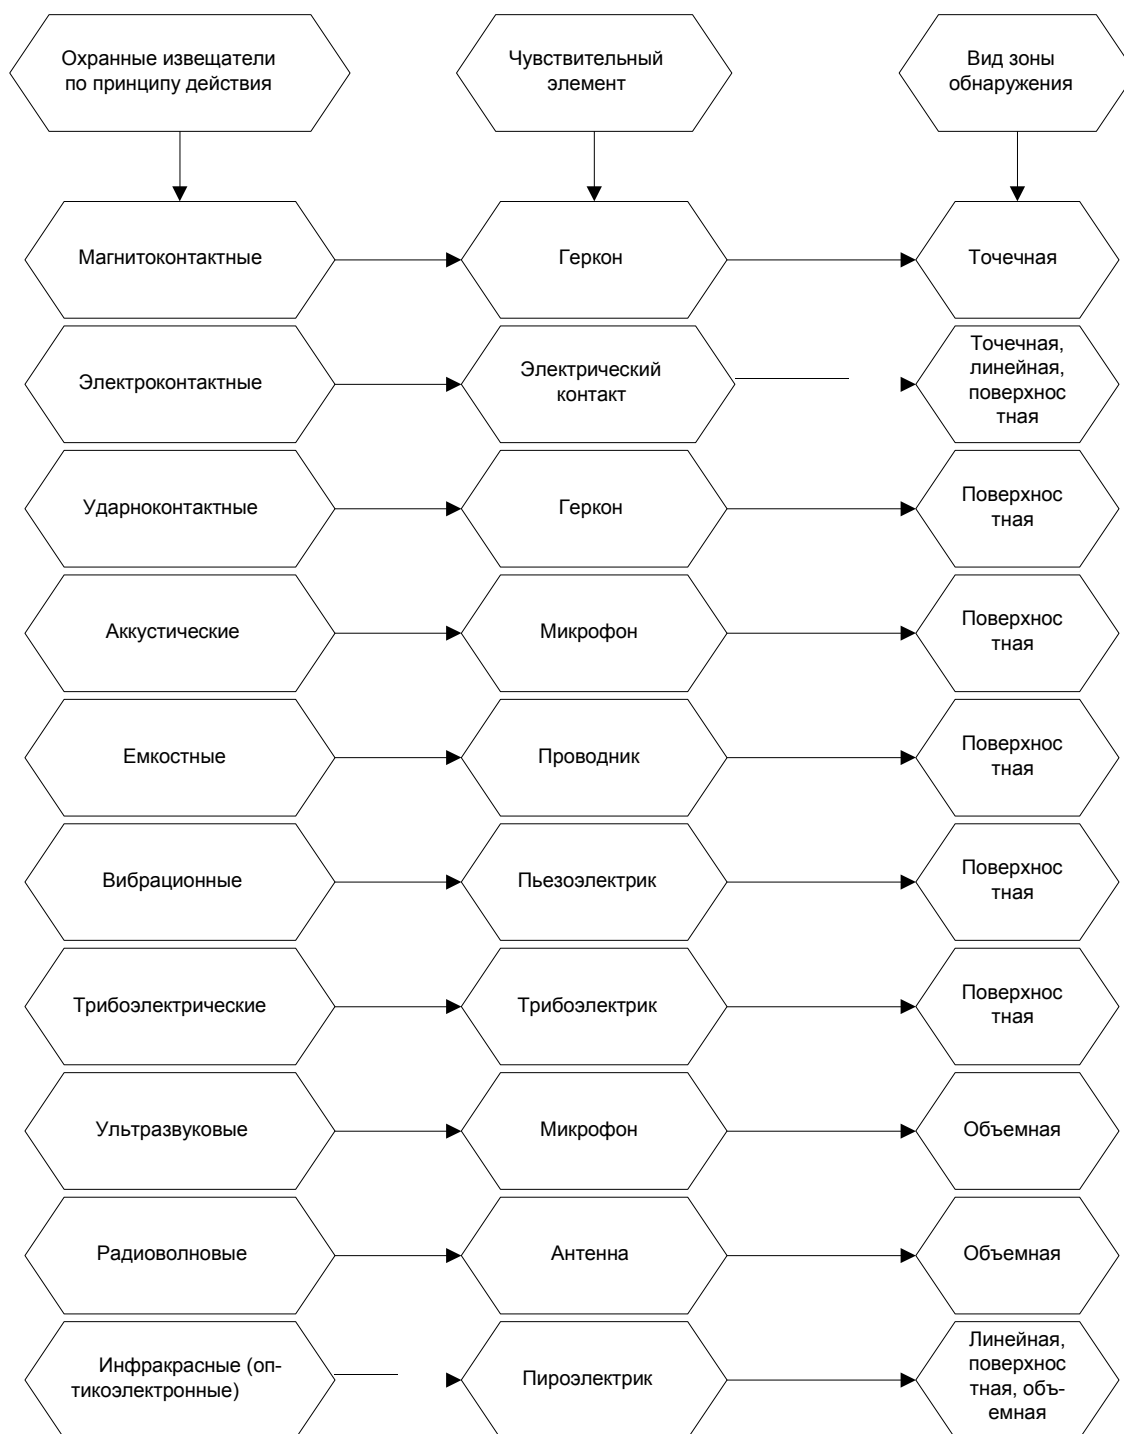 Охранные извещатели
по принципу действия
Чувствительный
элемент
Вид зоны
обнаружения
Магнитоконтактные
Геркон
Точечная
Электроконтактные
Электрический
контакт
Точечная,
линейная,
поверхнос
тная
Ударноконтактные
Геркон
Поверхнос
тная
Аккустические
Микрофон
Поверхнос
тная
Емкостные
Проводник
Поверхнос
тная
Вибрационные
Пьезоэлектрик
Поверхнос
тная
Трибоэлектрические
Трибоэлектрик
Поверхнос
тная
Ультразвуковые
Микрофон
Объемная
Радиоволновые
Антенна
Объемная
Инфракрасные (оп-
тикоэлектронные)
Пироэлектрик
Линейная,
поверхнос
тная, объ-
емная